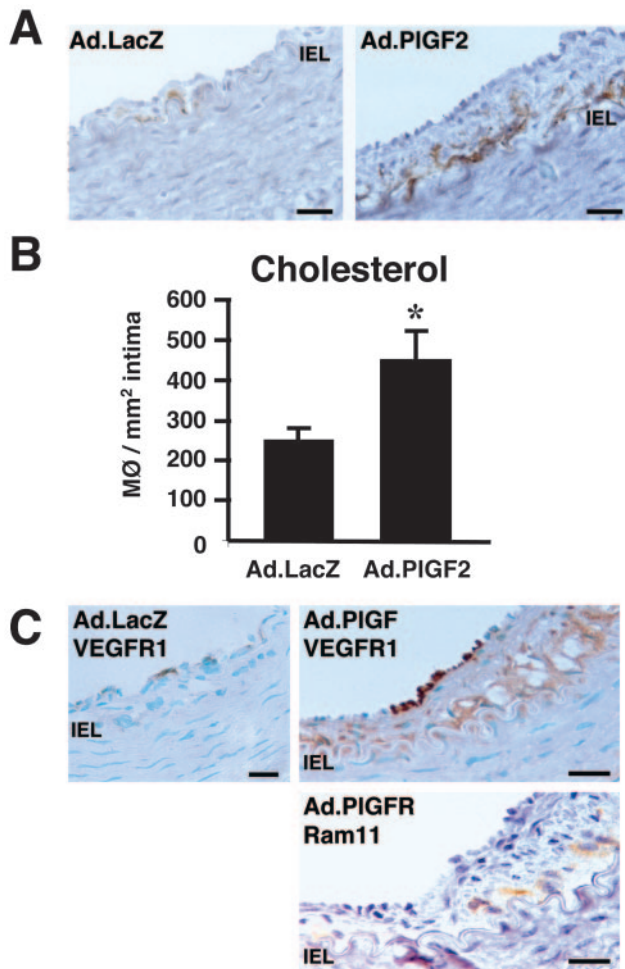 A
Ad.LacZ
IEL
Ad.PlGF2
IEL
B
Cholesterol
600
500
400
300
200
100
0
MØ / mm² intima
*
Ad.LacZ
Ad.PlGF2
C
Ad.LacZ
VEGFR1
IEL
Ad.PlGF
VEGFR1
IEL
Ad.PlGFR
Ram11
IEL